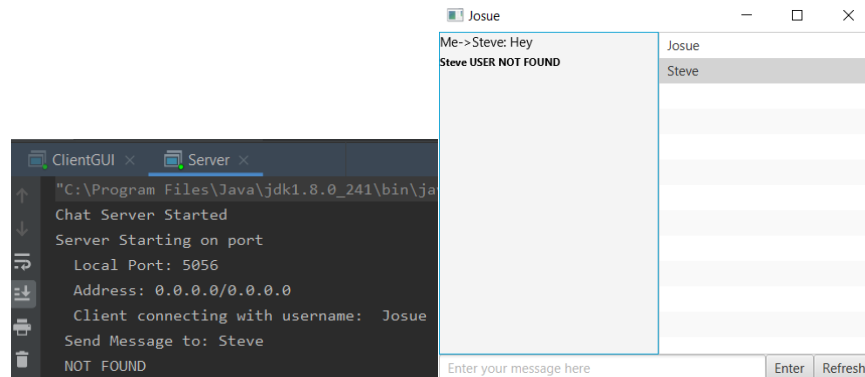 Josue
Me->Steve: Hey
Steve USER NOT FOUND
Josue
Steve
Enter your message here
Enter
Refresh
ClientGUI
Server
"C:\Program Files\Java\jdk1.8.0_241\bin\jav
Chat Server Started
Server Starting on port
Local Port: 5056
Address: 0.0.0.0/0.0.0.0
Client connecting with username:  Josue
Send Message to: Steve
NOT FOUND